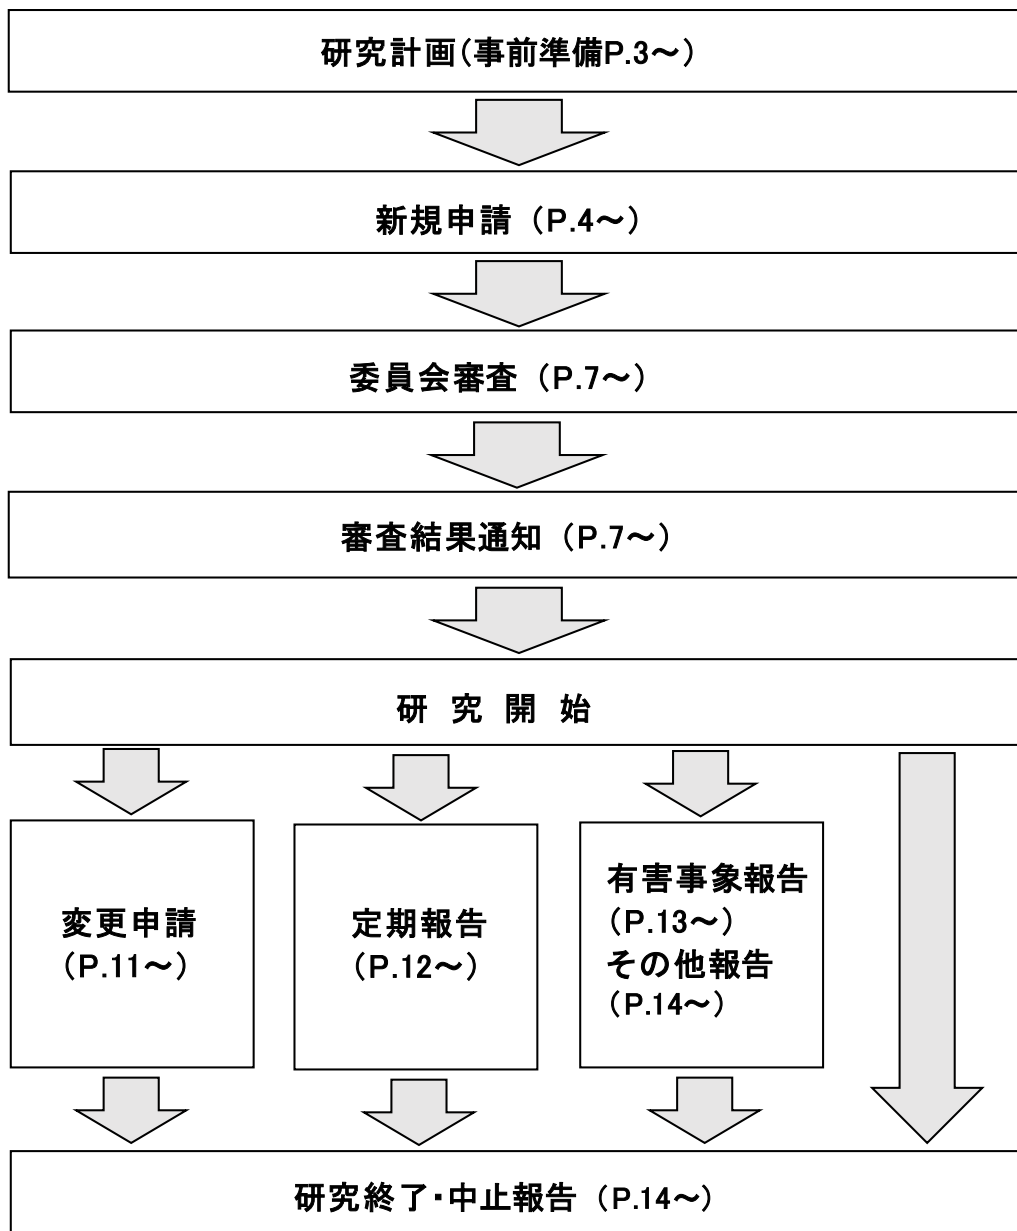 研究計画(事前準備P.3～)
新規申請 (P.4～)
委員会審査 (P.7～)
審査結果通知 (P.7～)
研 究 開 始
変更申請
(P.11～)
定期報告
(P.12～)
有害事象報告
(P.13～)
その他報告
(P.14～)
研究終了・中止報告 (P.14～)